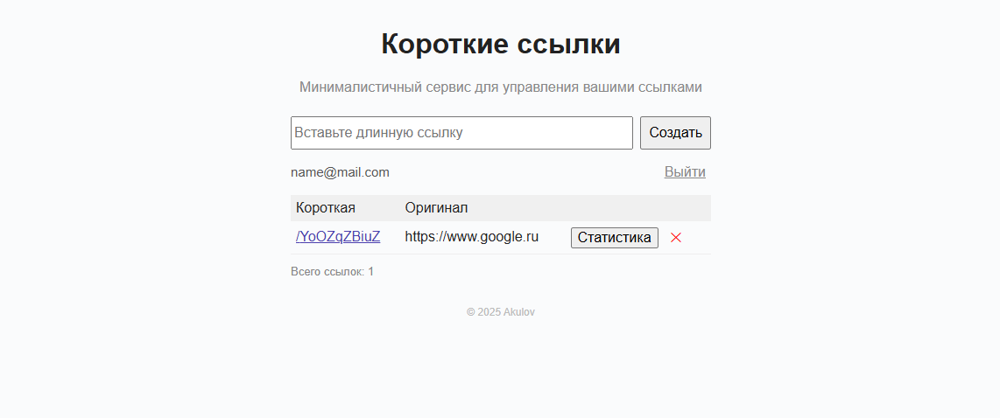 Короткие ссылки
Минималистичный сервис для управления вашими ссылками
Вставьте длинную ссылку Создать
name@mail.com Выйти
Короткая Оригинал
/YoOZqZBiuZ https://www.google.ru Статистика ×
Всего ссылок: 1
© 2025 Akulov